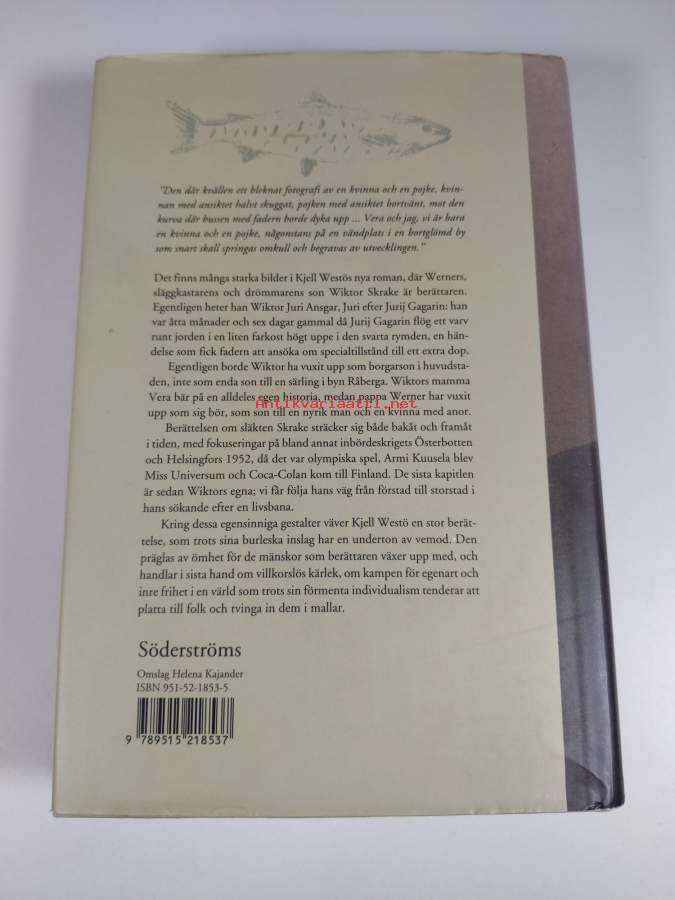 "Den där kvällen ett bleknat fotografi av en kvinna och en pojke, kvin-
nan med ansiktet halvt skuggat, pojken med ansiktet bortvänt, mot den
kurva där bussen med fadern borde dyka upp ... Vera och jag, vi är bara
en kvinna och en pojke, någonstans på en vändplats i en bortglömd by
som snart skall springas omkull och begravas av utvecklingen."
Det finns många starka bilder i Kjell Westös nya roman, där Werners,
släggkastarens och drömmarens son Wiktor Skrake är berättaren.
Egentligen heter han Wiktor Juri Ansgar, Juri efter Jurij Gagarin: han
var åtta månader och sex dagar gammal då Jurij Gagarin flög ett varv
runt jorden i en liten farkost högt uppe i den svarta rymden, en hän-
delse som fick fadern att ansöka om specialtillstånd till ett extra dop.
Egentligen borde Wiktor ha vuxit upp som borgarson i huvudsta-
den, inte som enda son till en särling i byn Råberga. Wiktors mamma
Vera bär på en alldeles egen historia, medan pappa Werner har vuxit
Antikvariaatti.net
upp som sig bör, som son till en nyrik man och en kvinna med anor.
Berättelsen om släkten Skrake sträcker sig både bakåt och framåt
i tiden, med fokuseringar på bland annat inbördeskrigets Österbotten
och Helsingfors 1952, då det var olympiska spel, Armi Kuusela blev
Miss Universum och Coca-Colan kom till Finland. De sista kapitlen
är sedan Wiktors egna; vi får följa hans väg från förstad till storstad i
hans sökande efter en livsbana.
Kring dessa egensinniga gestalter väver Kjell Westö en stor berät-
telse, som trots sina burleska inslag har en underton av vemod. Den
präglas av ömhet för de mänskor som berättaren växer upp med, och
handlar i sista hand om villkorslös kärlek, om kampen för egenart och
inre frihet i en värld som trots sin förmenta individualism tenderar att
platta till folk och tvinga in dem i mallar.
Söderströms
Omslag Helena Kajander
ISBN 951-52-1853-5
9 789515 218537